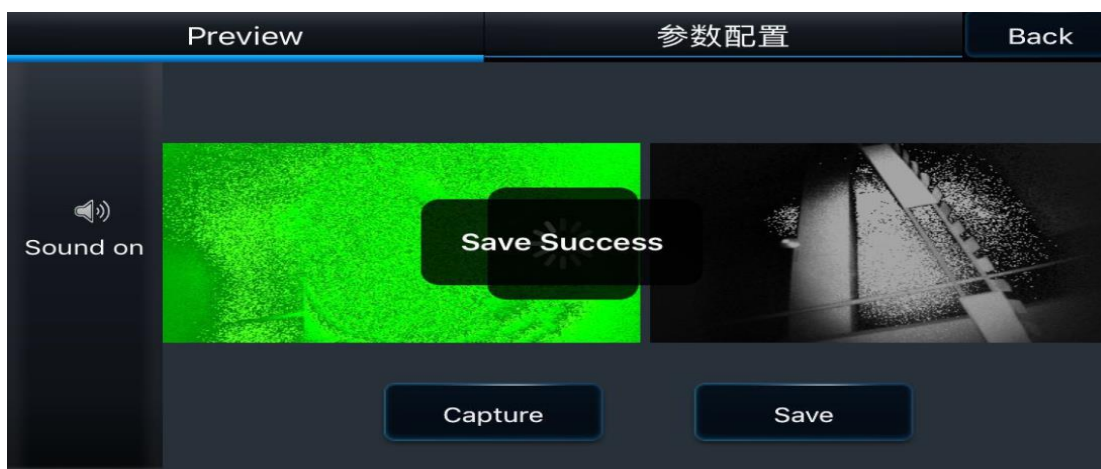 Preview
参数配置
Back
Sound on
Save Success
Capture
Save